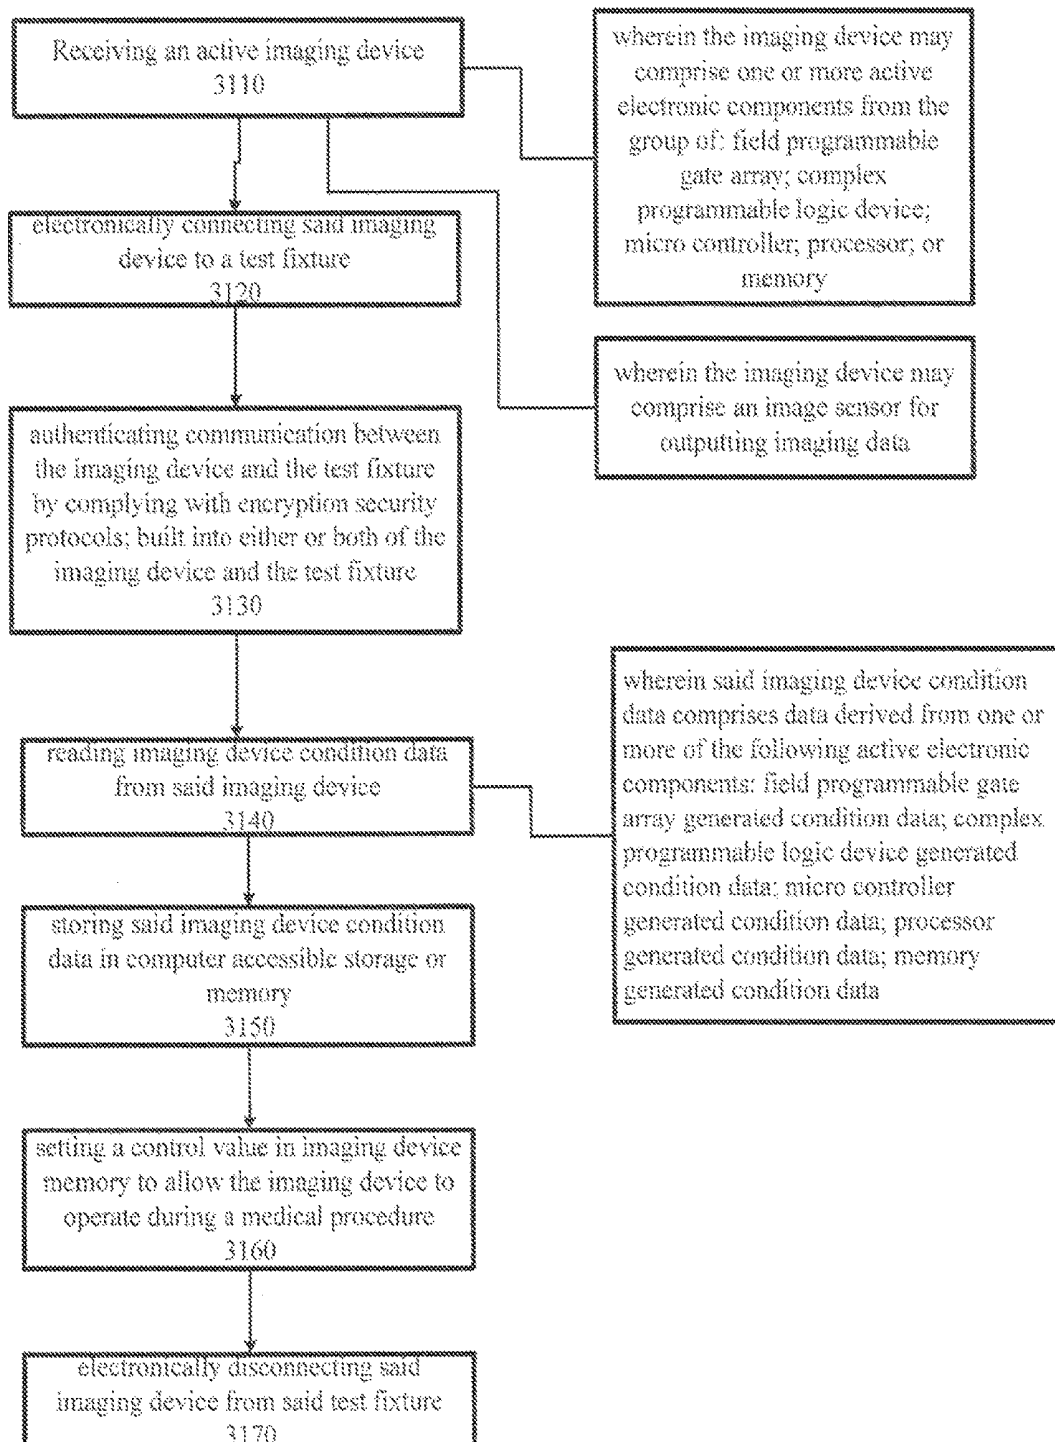 Receiving an active imaging device
3110
wherein the imaging device may
comprise one or more active
electronic components from the
group of: field programmable
gate array; complex
programmable logic device;
micro controller; processor; or
memory
electronically connecting said imaging
device to a test fixture
3120
wherein the imaging device may
comprise an image sensor for
outputting imaging data
authenticating communication between
the imaging device and the test fixture
by complying with encryption security
protocols; built into either or both of the
imaging device and the test fixture
3130
reading imaging device condition data
from said imaging device
3140
wherein said imaging device condition
data comprises data derived from one or
more of the following active electronic
components: field programmable gate
array generated condition data; complex
programmable logic device generated
condition data; micro controller
generated condition data; processor
generated condition data; memory
generated condition data
storing said imaging device condition
data in computer accessible storage or
memory
3150
setting a control value in imaging device
memory to allow the imaging device to
operate during a medical procedure
3160
electronically disconnecting said
imaging device from said test fixture
3170